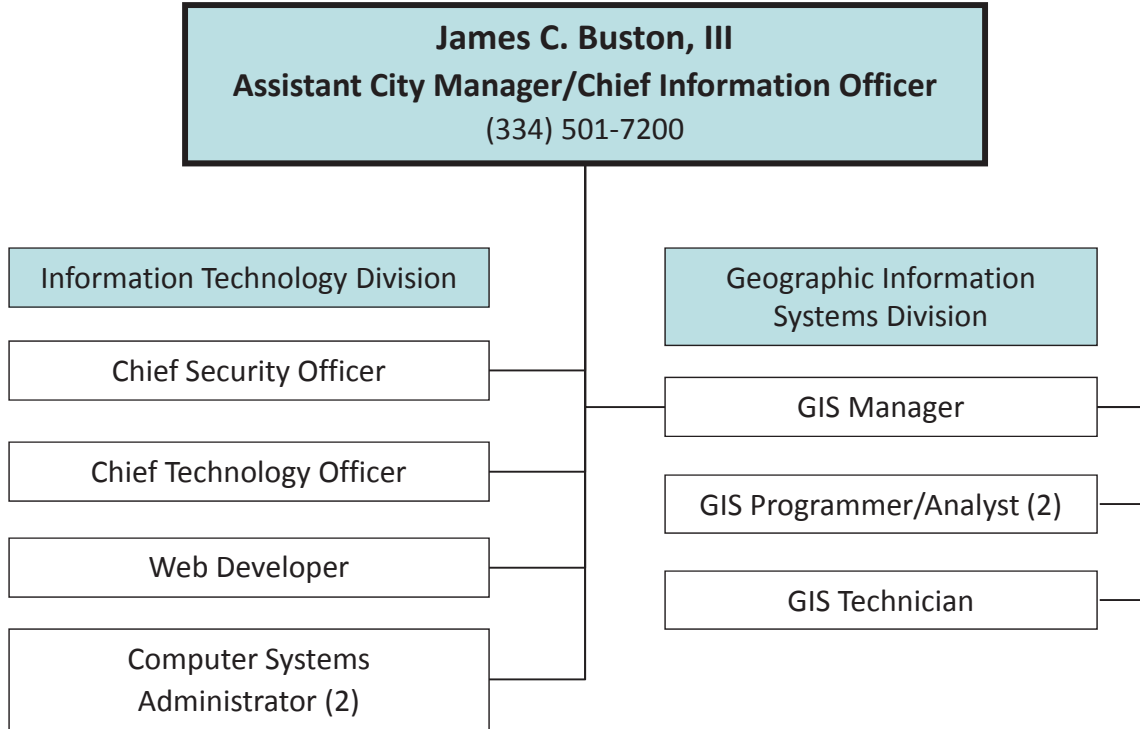 James C. Buston, III
Assistant City Manager/Chief Information Officer
(334) 501-7200
Information Technology Division
Chief Security Officer
Chief Technology Officer
Web Developer
Computer Systems
Administrator (2)
Geographic Information
Systems Division
GIS Manager
GIS Programmer/Analyst (2)
GIS Technician